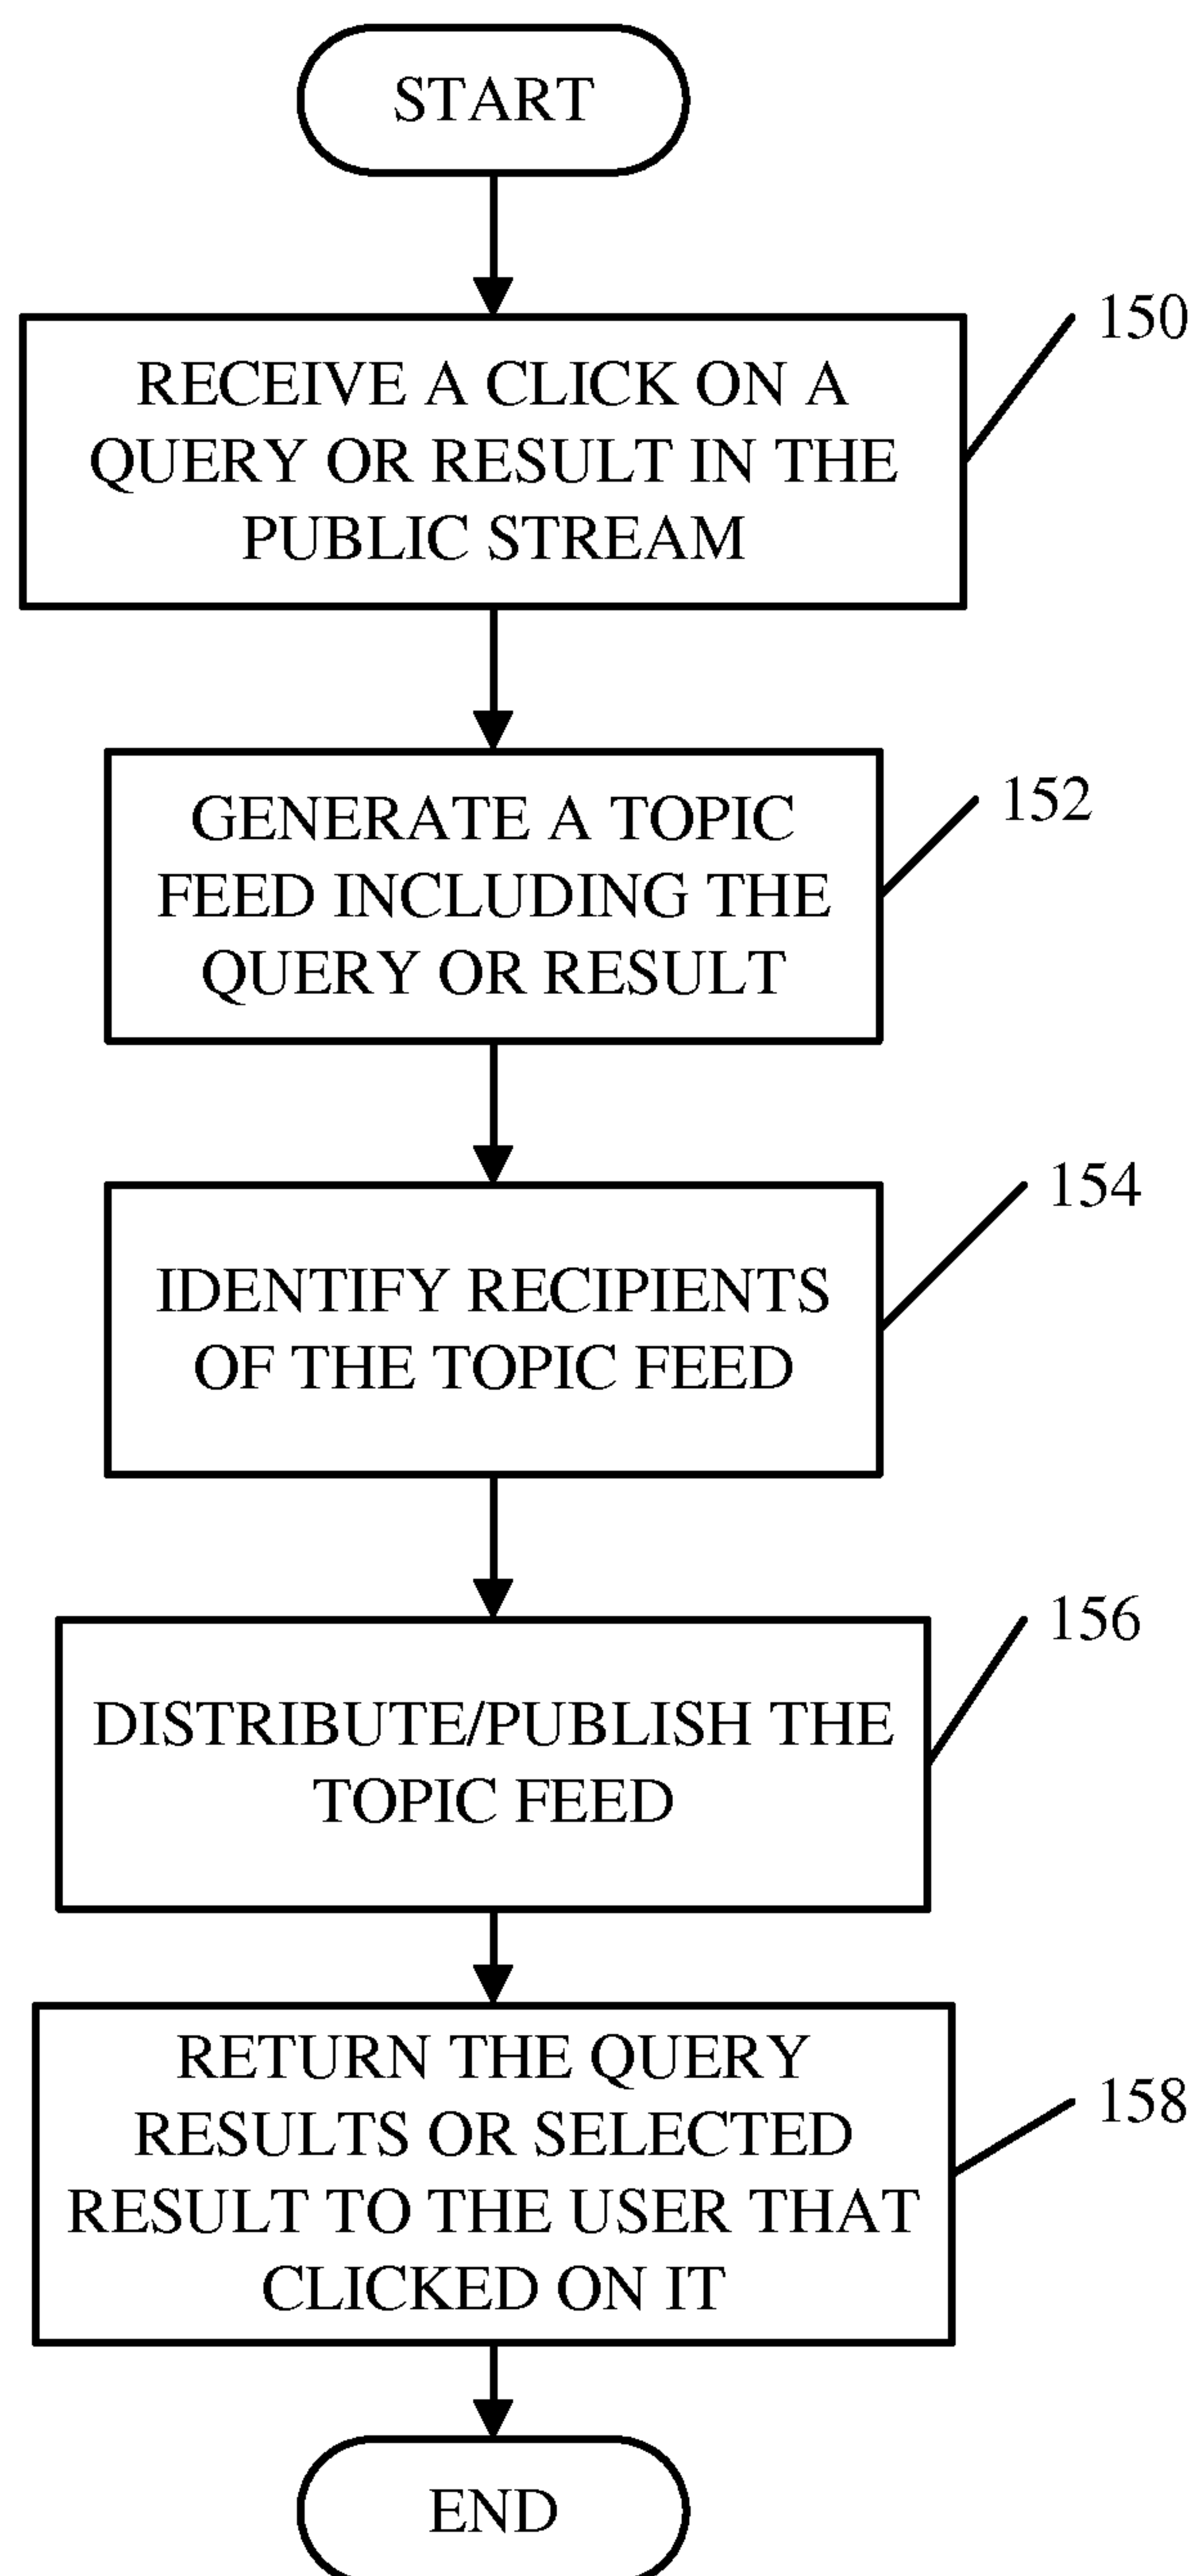 START
150
RECEIVE A CLICK ON A
QUERY OR RESULT IN THE
PUBLIC STREAM
152
GENERATE A TOPIC
FEED INCLUDING THE
QUERY OR RESULT
154
IDENTIFY RECIPIENTS
OF THE TOPIC FEED
156
DISTRIBUTE/PUBLISH THE
TOPIC FEED
158
RETURN THE QUERY
RESULTS OR SELECTED
RESULT TO THE USER THAT
CLICKED ON IT
END